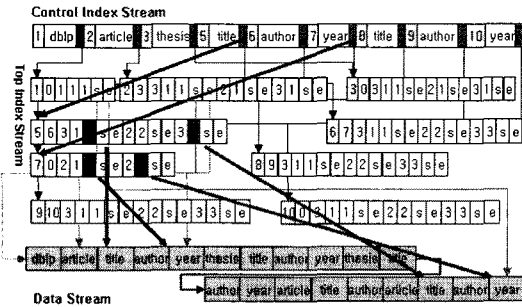 Control Index Stream
1 dblp 2 article 3 thesis 5 title 6 author 7 year 8 title 9 author 10 year
Top Index Stream
1 0 1 1 1 s e 2 3 3 1 1 s e 2 1 s e 3 1 s e
3 0 3 1 1 s e 2 1 s e 3 1 s e
5 6 3 1 s e 2 2 s e 3 s e
6 7 3 1 1 s e 2 2 s e 3 3 s e
7 0 2 1 s e 2 s e
8 9 3 1 1 s e 2 2 s e 3 3 s e
9 10 3 1 1 s e 2 2 s e 3 3 s e
10 0 3 1 1 s e 2 2 s e 3 3 s e
dblp article title author year thesis title author year thesis title
author year article title author article title author year
Data Stream